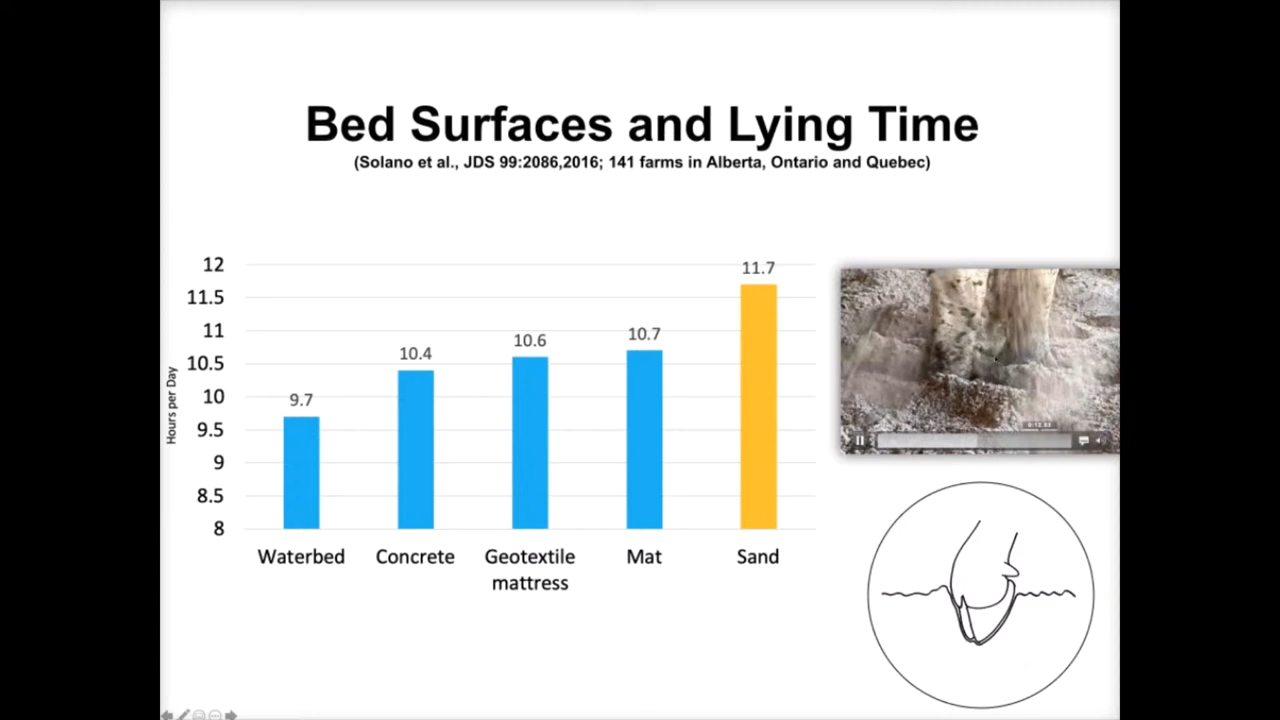 Bed Surfaces and Lying Time
(Solano et al., JDS 99:2086,2016; 141 farms in Alberta, Ontario and Quebec)
Hours per Day
12
11.5
11
10.5
10
9.5
9
8.5
8
9.7
10.4
10.6
10.7
11.7
Waterbed
Concrete
Geotextile
mattress
Mat
Sand